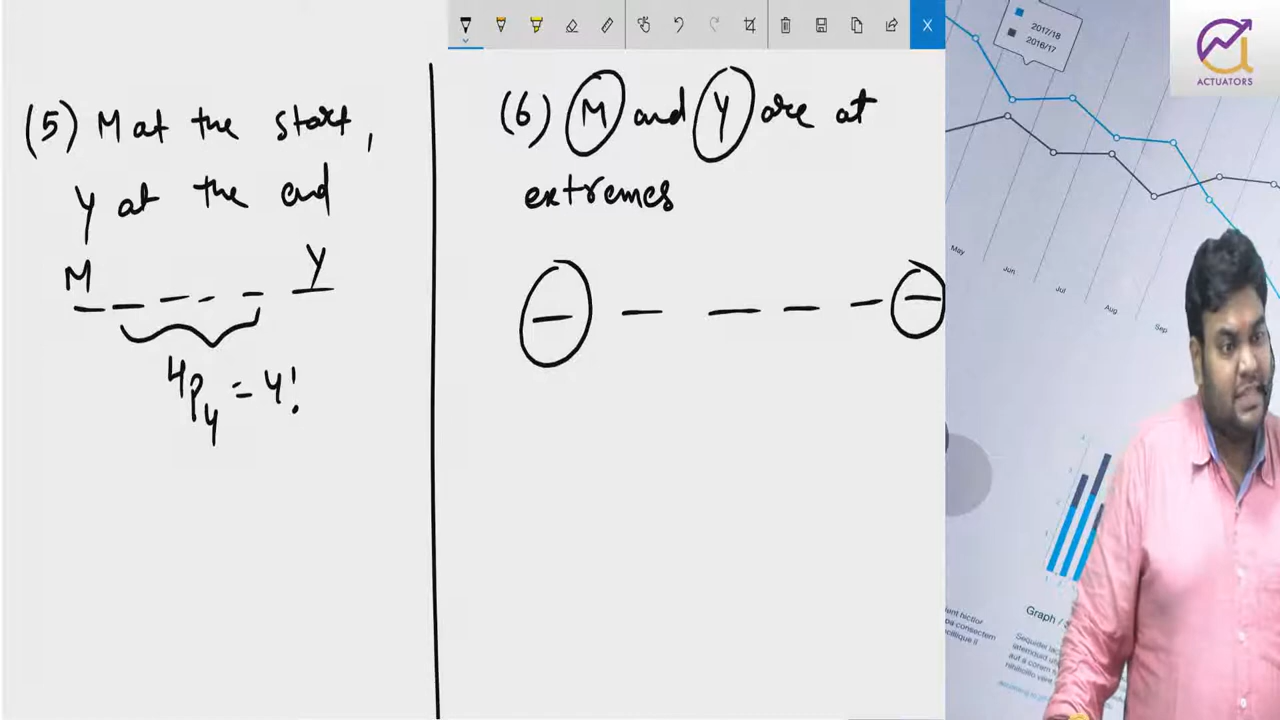 (5) M at the start,
Y at the end
M Y
4P4 = 4!
(6) M and Y are at
extremes
2017/18
2016/17
May
Jun
Jul
Aug
Sep
ACTUATORS
Graph /